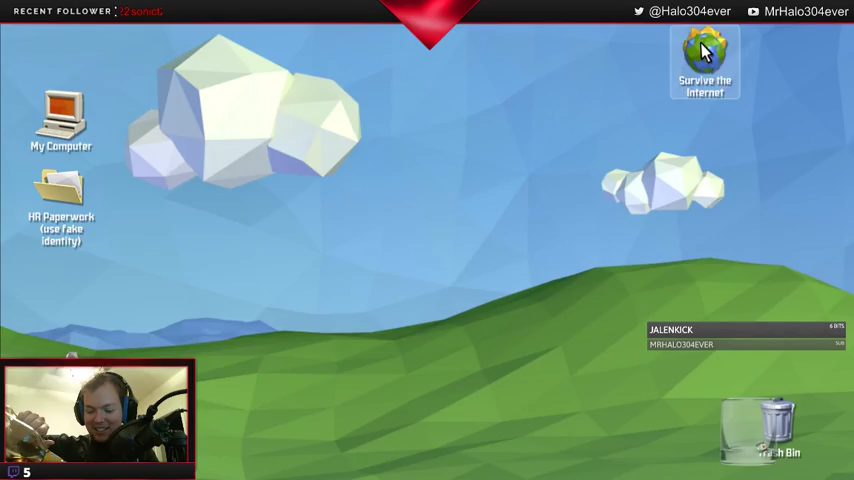 RECENT FOLLOWER
@Halo304ever
MrHalo304ever
Survive the
Internet
My Computer
HR Paperwork
(use fake
identity)
JALENKICK
6 BITS
MRHALO304EVER
SUB
Trash Bin
5